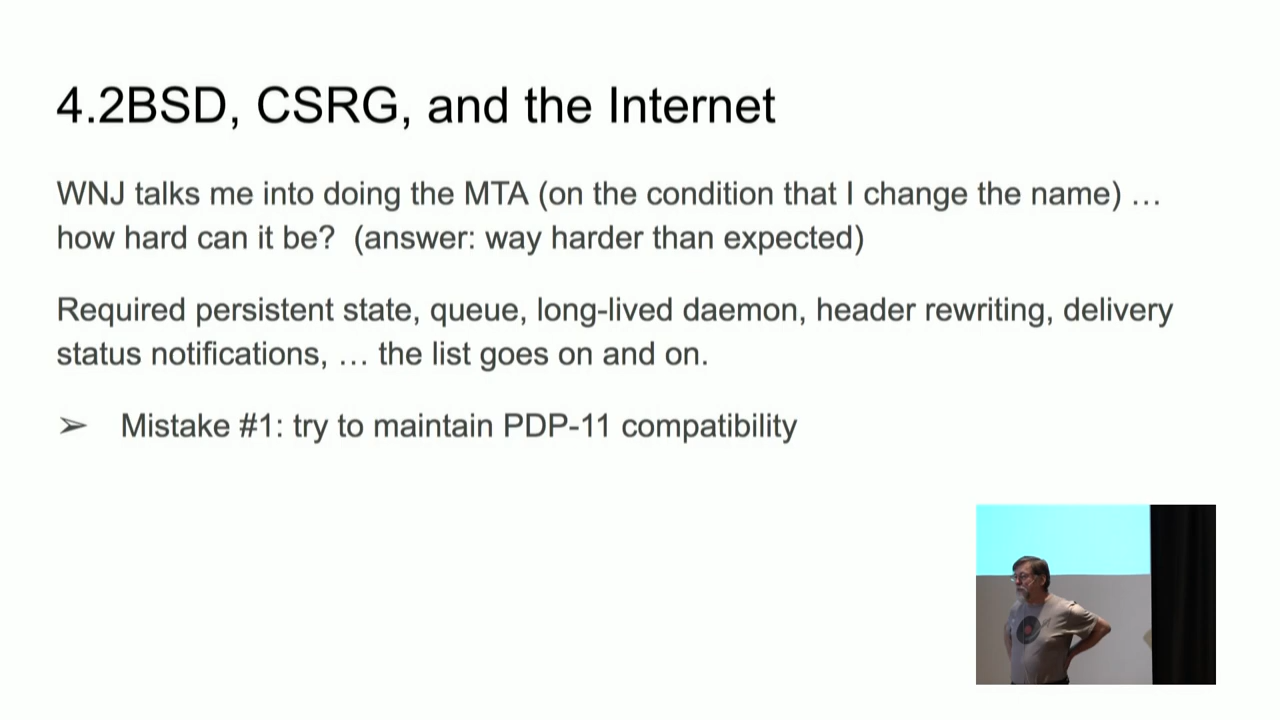 4.2BSD, CSRG, and the Internet
WNJ talks me into doing the MTA (on the condition that I change the name) …
how hard can it be?  (answer: way harder than expected)
Required persistent state, queue, long-lived daemon, header rewriting, delivery
status notifications, … the list goes on and on.
➢ Mistake #1: try to maintain PDP-11 compatibility